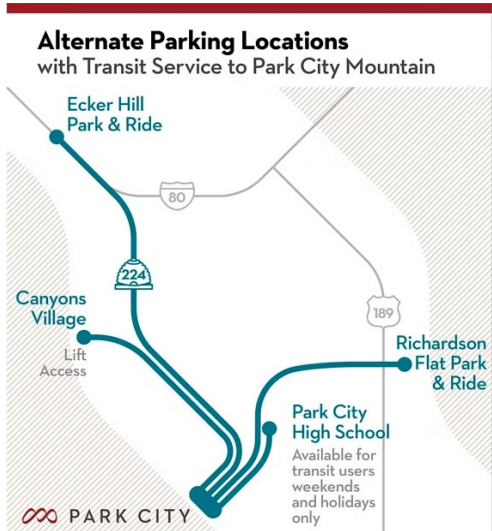 Alternate Parking Locations
with Transit Service to Park City Mountain
Ecker Hill
Park & Ride
80
224
Canyons
Village
Lift
Access
189
Richardson
Flat Park
& Ride
Park City
High School
Available for
transit users
weekends
and holidays
only
PARK CITY